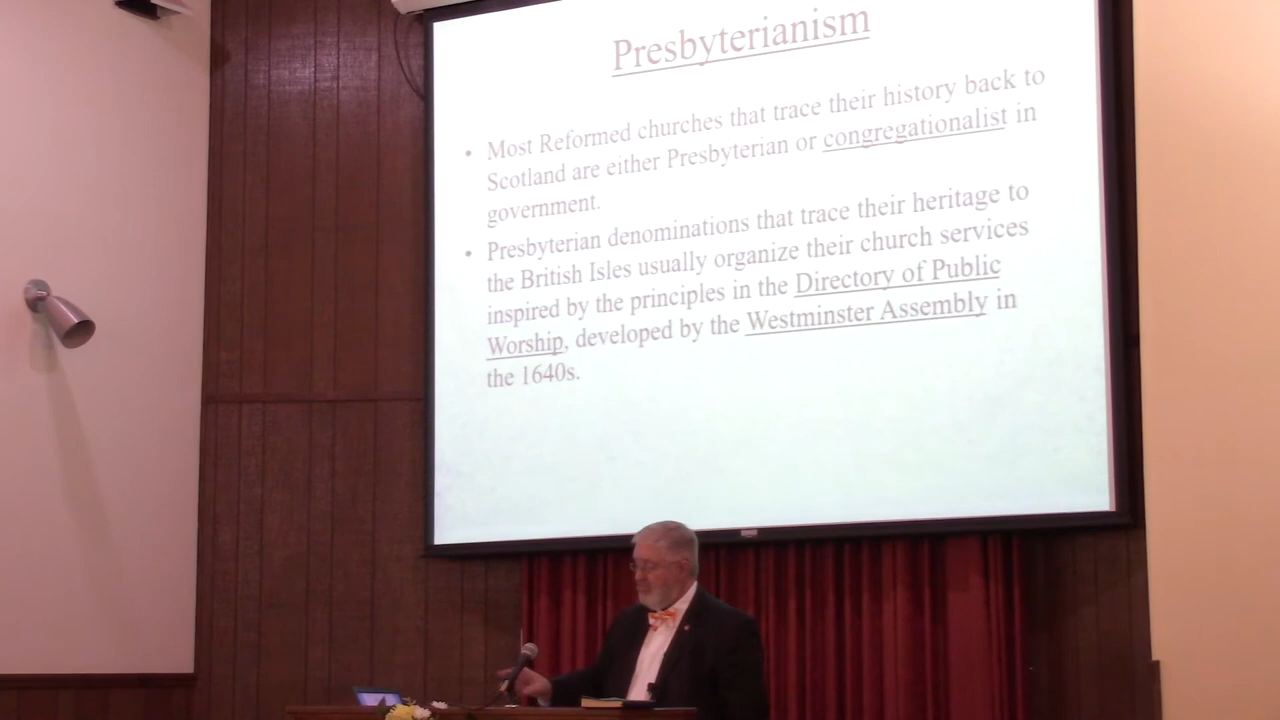 Presbyterianism
• Most Reformed churches that trace their history back to
Scotland are either Presbyterian or congregationalist in
government.
• Presbyterian denominations that trace their heritage to
the British Isles usually organize their church services
inspired by the principles in the Directory of Public
Worship, developed by the Westminster Assembly in
the 1640s.